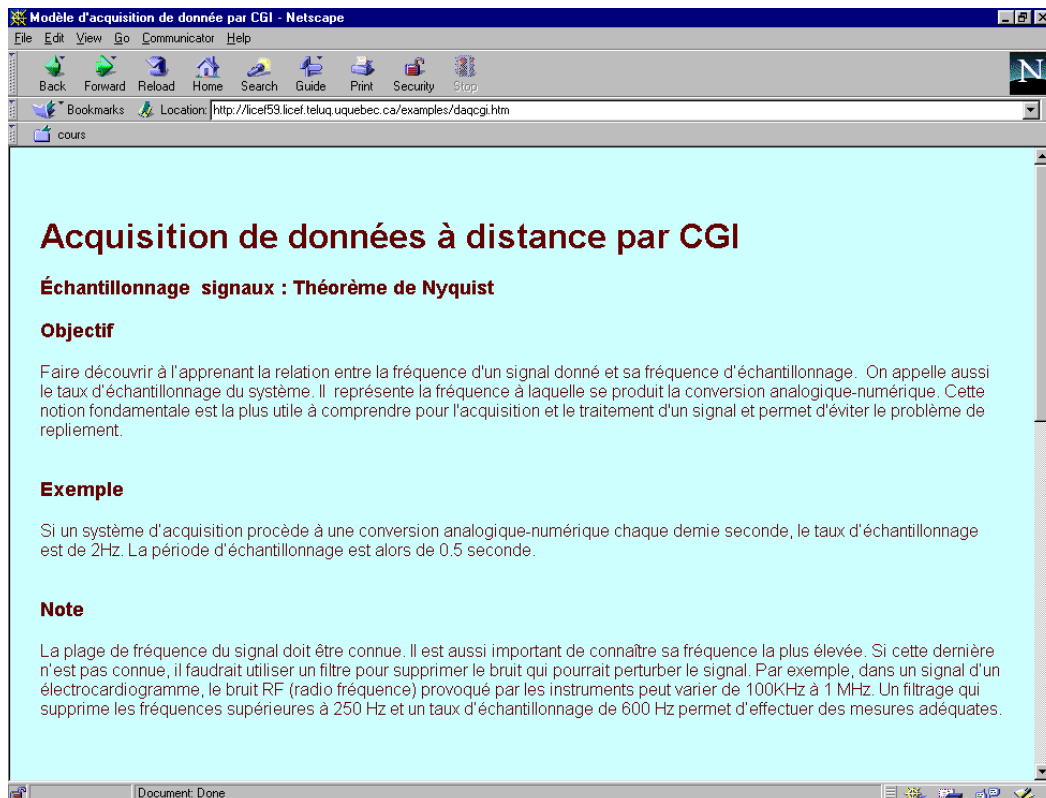 Modèle d'acquisition de donnée par CGI - Netscape
File Edit View Go Communicator Help
Back Forward Reload Home Search Guide Print Security Stop
N
Bookmarks Location: http://licef59.licef.teluq.uquebec.ca/examples/daqcgi.htm
cours
Acquisition de données à distance par CGI
Échantillonnage signaux : Théorème de Nyquist
Objectif
Faire découvrir à l'apprenant la relation entre la fréquence d'un signal donné et sa fréquence d'échantillonnage. On appelle aussi
le taux d'échantillonnage du système. Il représente la fréquence à laquelle se produit la conversion analogique-numérique. Cette
notion fondamentale est la plus utile à comprendre pour l'acquisition et le traitement d'un signal et permet d'éviter le problème de
repliement.
Exemple
Si un système d'acquisition procède à une conversion analogique-numérique chaque demie seconde, le taux d'échantillonnage
est de 2Hz. La période d'échantillonnage est alors de 0.5 seconde.
Note
La plage de fréquence du signal doit être connue. Il est aussi important de connaître sa fréquence la plus élevée. Si cette dernière
n'est pas connue, il faudrait utiliser un filtre pour supprimer le bruit qui pourrait perturber le signal. Par exemple, dans un signal d'un
électrocardiogramme, le bruit RF (radio fréquence) provoqué par les instruments peut varier de 100KHz à 1 MHz. Un filtrage qui
supprime les fréquences supérieures à 250 Hz et un taux d'échantillonnage de 600 Hz permet d'effectuer des mesures adéquates.
Document: Done